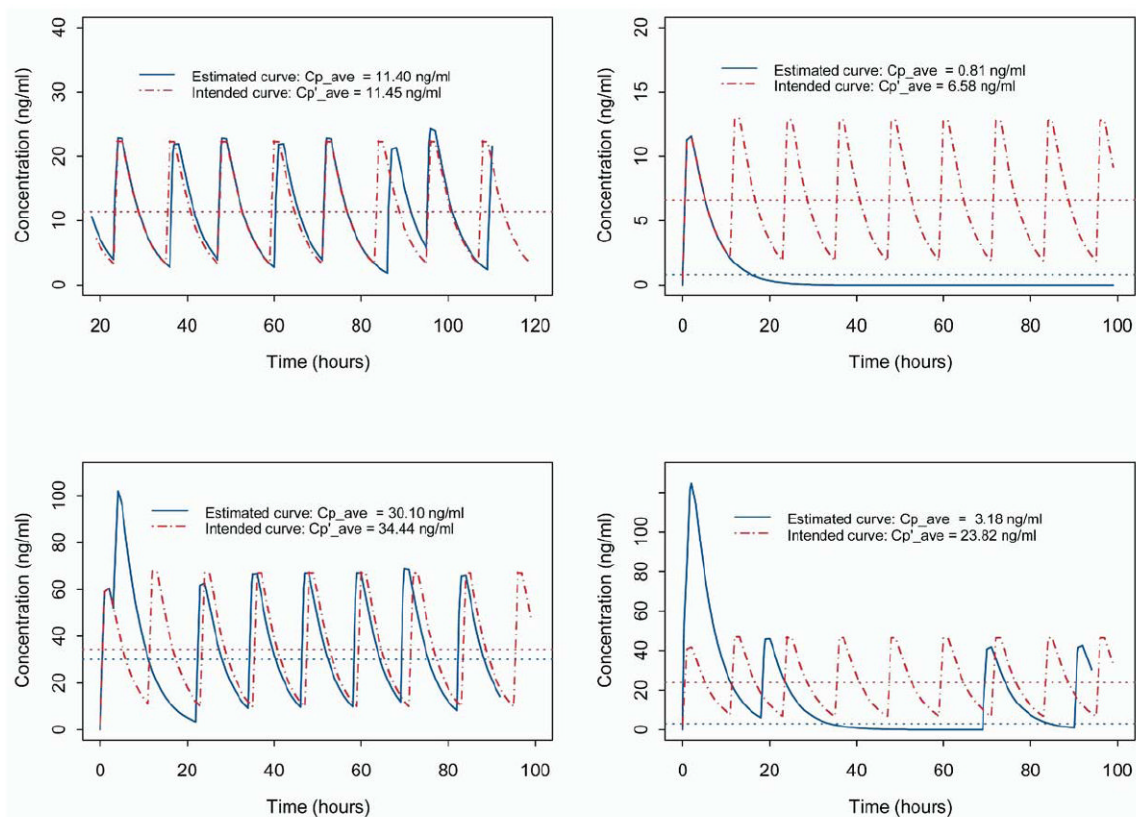 Concentration (ng/ml)
40
30
20
10
0
Estimated curve: Cp_ave = 11.40 ng/ml
Intended curve: Cp'_ave = 11.45 ng/ml
20 40 60 80 100 120
Time (hours)
Concentration (ng/ml)
20
15
10
5
0
Estimated curve: Cp_ave = 0.81 ng/ml
Intended curve: Cp'_ave = 6.58 ng/ml
0 20 40 60 80 100
Time (hours)
Concentration (ng/ml)
100
80
60
40
20
0
Estimated curve: Cp_ave = 30.10 ng/ml
Intended curve: Cp'_ave = 34.44 ng/ml
0 20 40 60 80 100
Time (hours)
Concentration (ng/ml)
100
80
60
40
20
0
Estimated curve: Cp_ave = 3.18 ng/ml
Intended curve: Cp'_ave = 23.82 ng/ml
0 20 40 60 80 100
Time (hours)